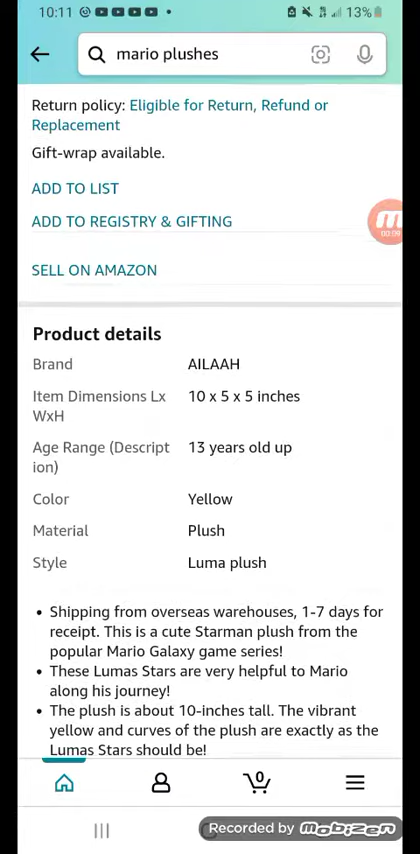 10:11
13%
mario plushes
Return policy: Eligible for Return, Refund or
Replacement
Gift-wrap available.
ADD TO LIST
ADD TO REGISTRY & GIFTING
00:09
SELL ON AMAZON
Product details
Brand AILAAH
Item Dimensions Lx 10 x 5 x 5 inches
WxH
Age Range (Descript 13 years old up
ion)
Color Yellow
Material Plush
Style Luma plush
• Shipping from overseas warehouses, 1-7 days for
receipt. This is a cute Starman plush from the
popular Mario Galaxy game series!
• These Lumas Stars are very helpful to Mario
along his journey!
• The plush is about 10-inches tall. The vibrant
yellow and curves of the plush are exactly as the
Lumas Stars should be!
0
Recorded by Mobizen